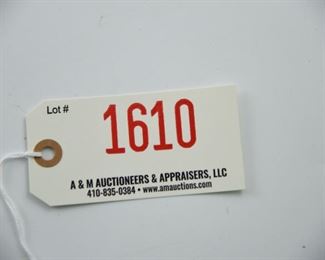 Lot #
1610
A & M AUCTIONEERS & APPRAISERS, LLC
410-835-0384 • www.amauctions.com